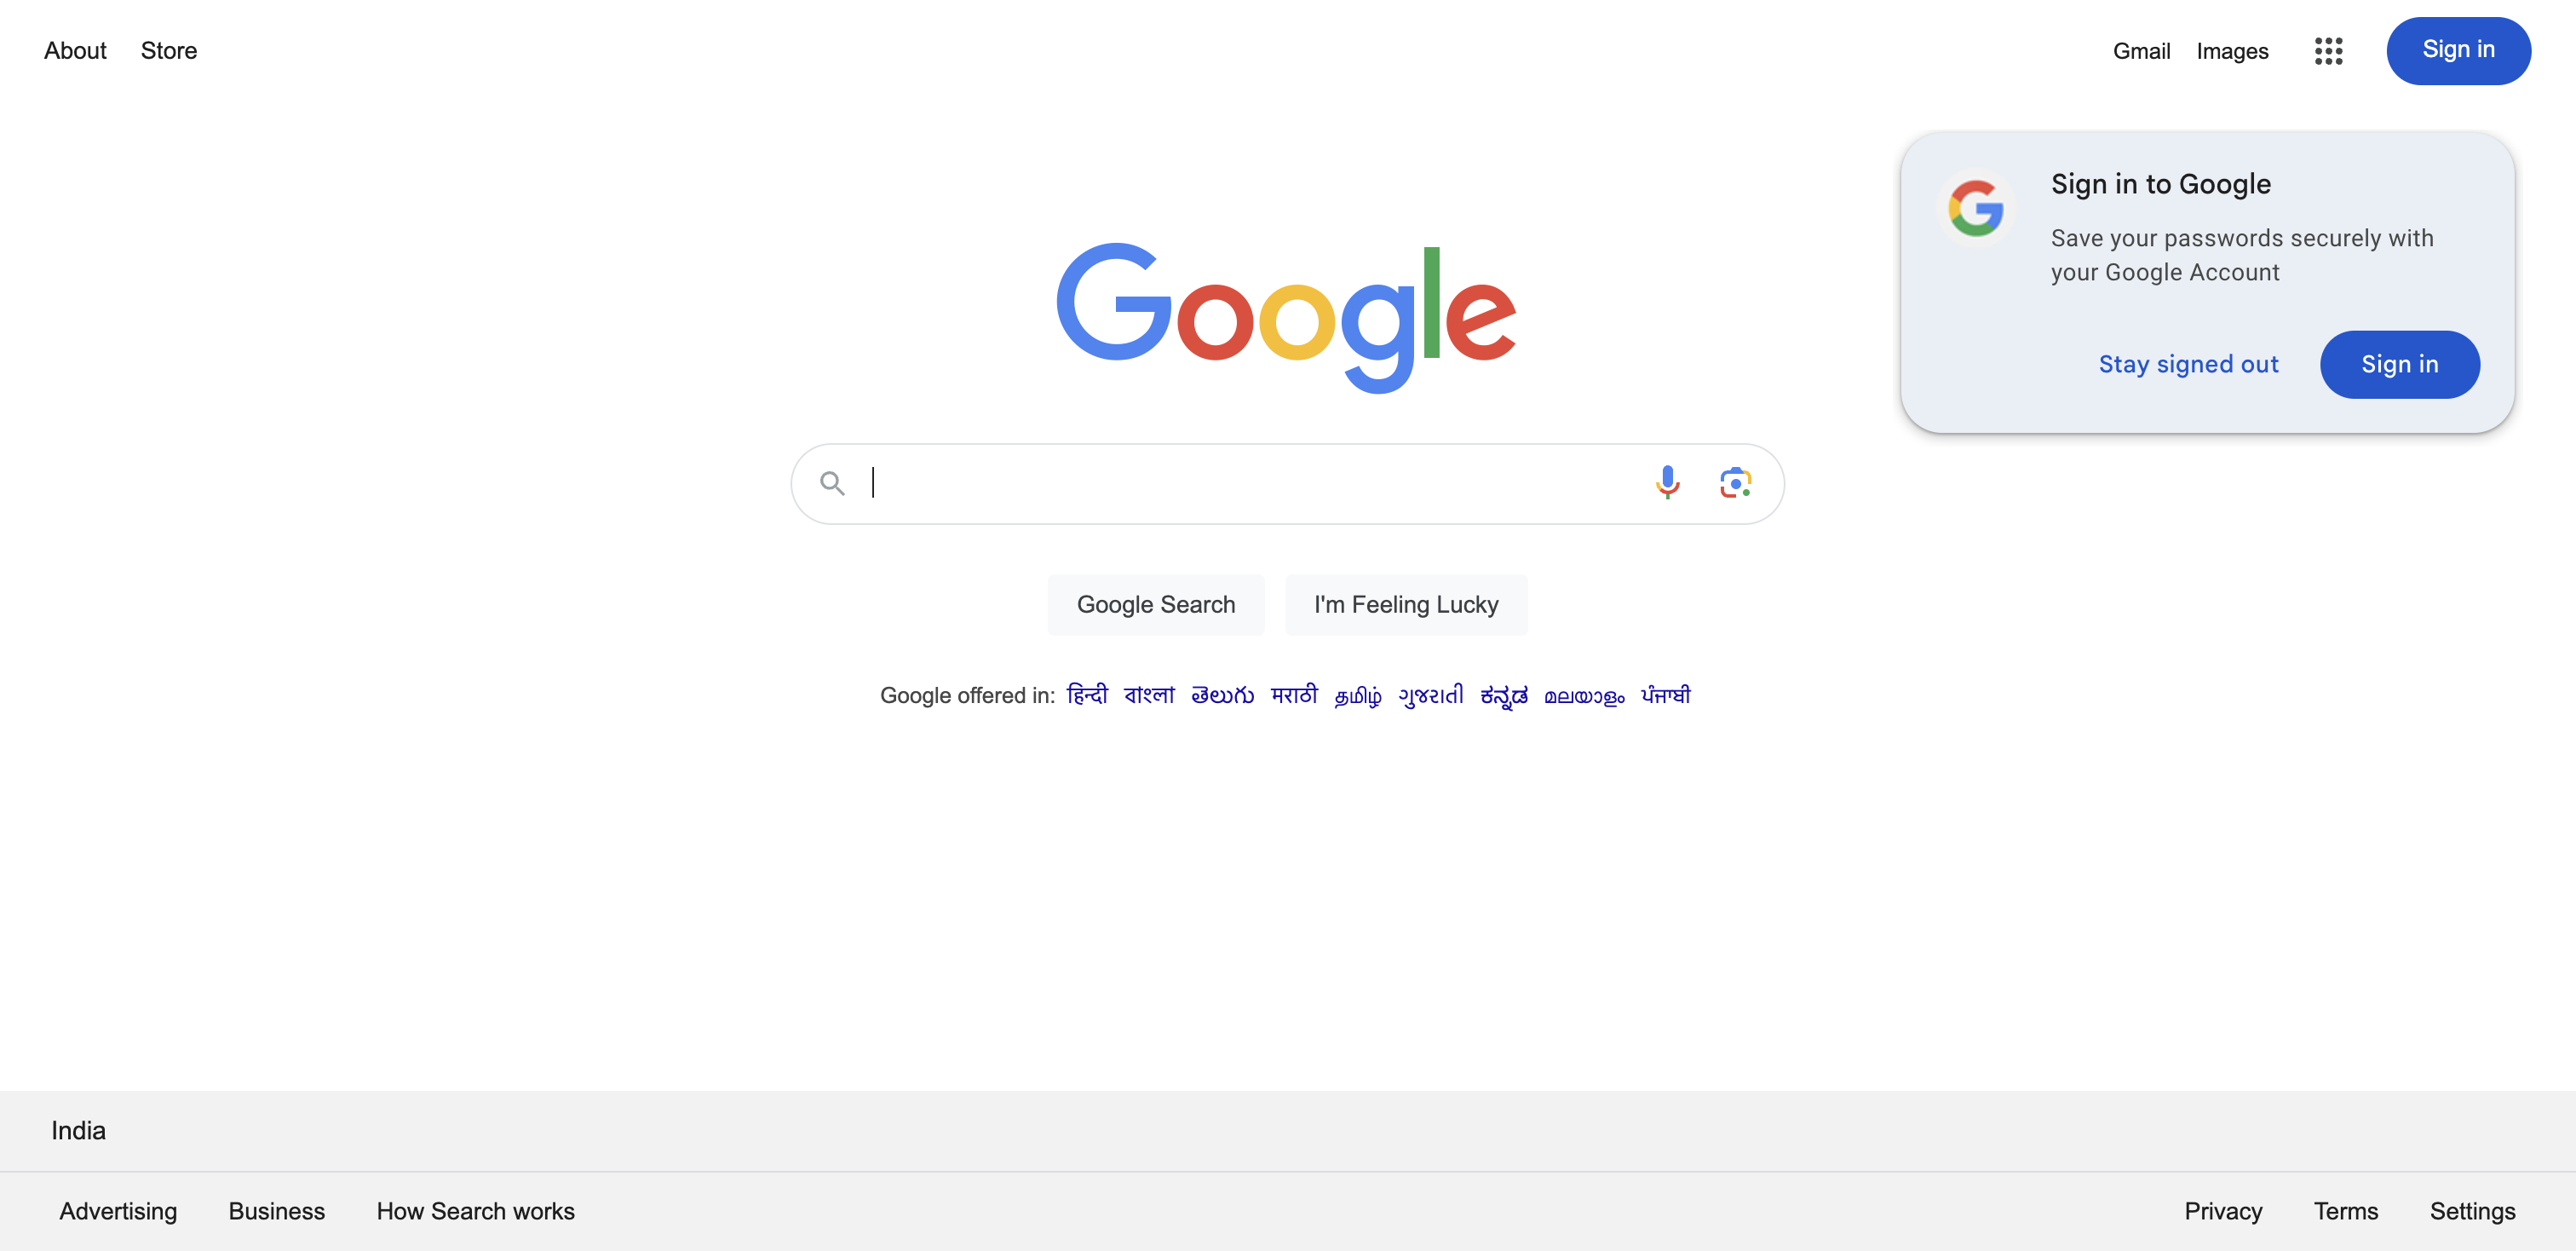 About Store
Gmail Images Sign in
Sign in to Google
Save your passwords securely with
your Google Account
Stay signed out Sign in
Google
Google Search I'm Feeling Lucky
Google offered in: हिन्दी বাংলা తెలుగు मराठी தமிழ் ગુજરાતી ಕನ್ನಡ മലയാളം ਪੰਜਾਬੀ
India
Advertising Business How Search works
Privacy Terms Settings